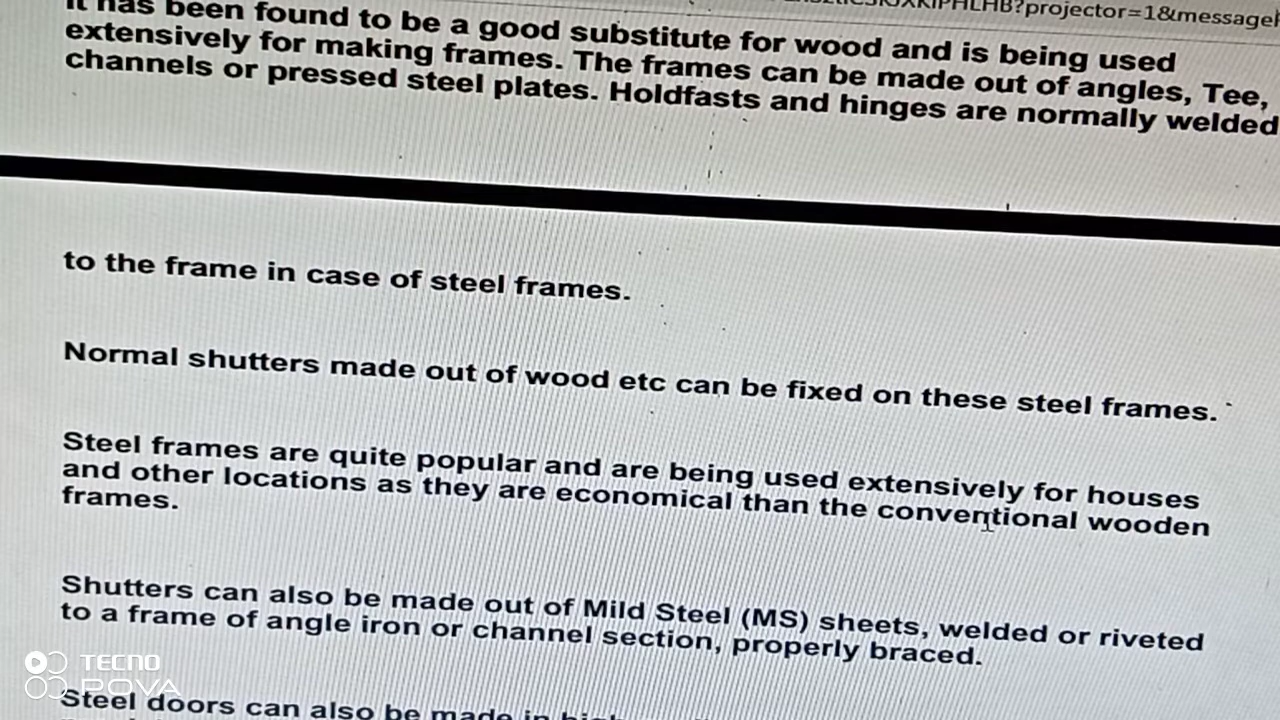 ?projector=1&message
it has been found to be a good substitute for wood and is being used
extensively for making frames. The frames can be made out of angles, Tee,
channels or pressed steel plates. Holdfasts and hinges are normally welded
to the frame in case of steel frames.
Normal shutters made out of wood etc can be fixed on these steel frames.
Steel frames are quite popular and are being used extensively for houses
and other locations as they are economical than the conventional wooden
frames.
Shutters can also be made out of Mild Steel (MS) sheets, welded or riveted
to a frame of angle iron or channel section, properly braced.
Steel doors can also be made in
TECNO
POVA